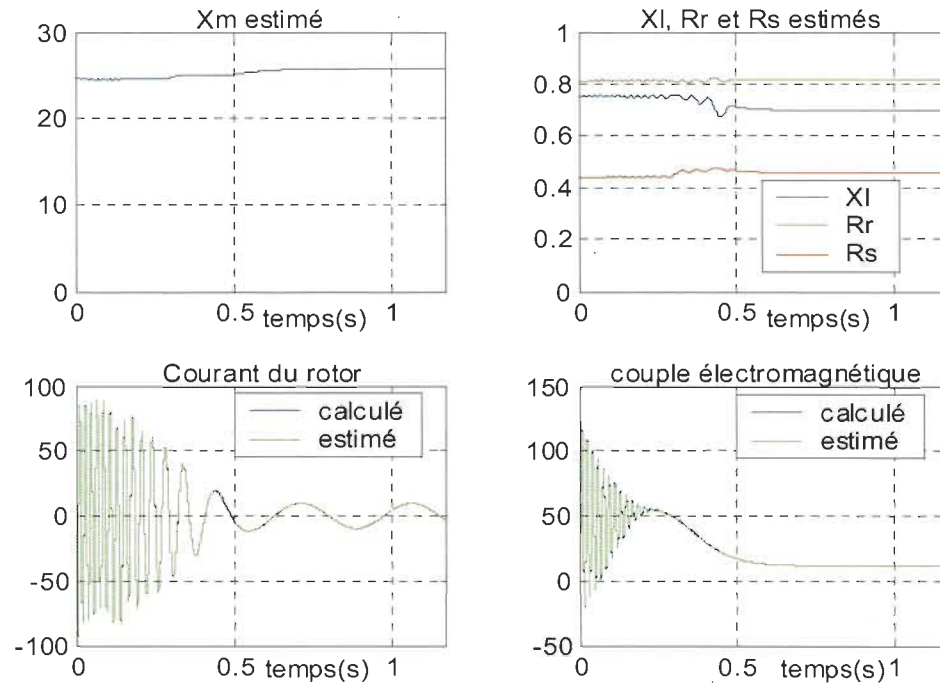 Xm estimé
30
20
10
0
0
0.5
temps(s)
1
Xl, Rr et Rs estimés
1
0.8
0.6
0.4
0.2
0
Xl
Rr
Rs
0
0.5
temps(s)
1
Courant du rotor
100
50
0
-50
-100
calculé
estimé
0
0.5
temps(s)
1
couple électromagnétique
150
100
50
0
-50
calculé
estimé
0
0.5
temps(s)
1